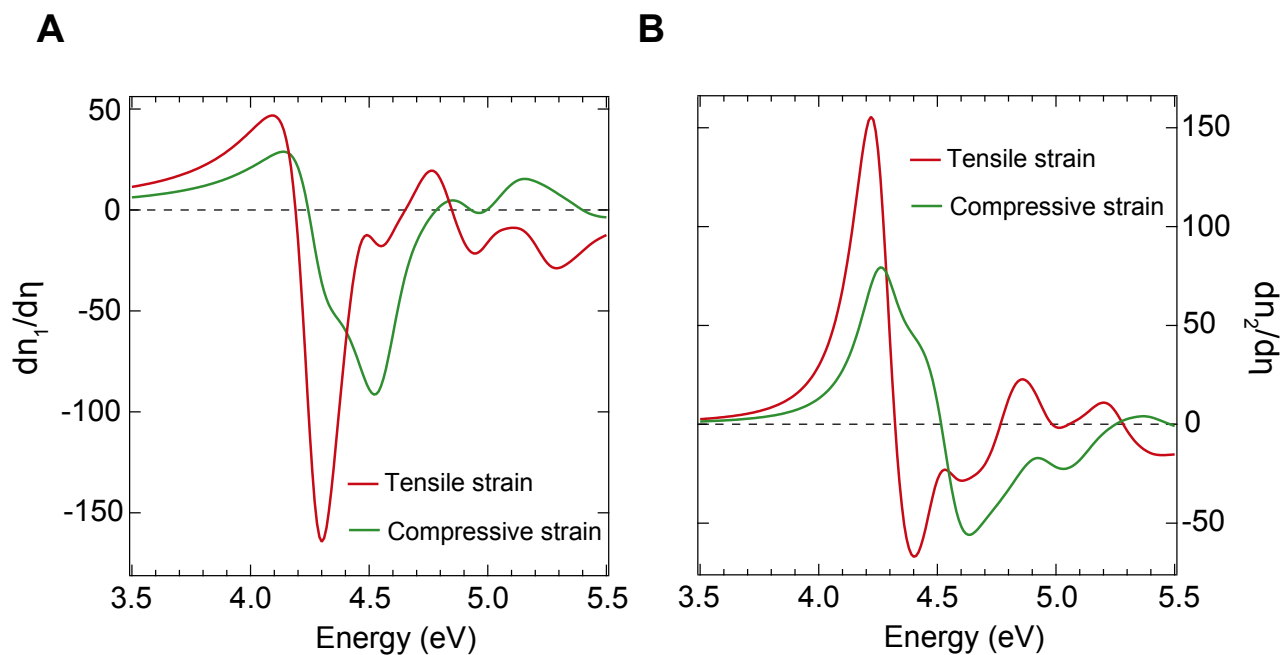 A
50
0
-50
-100
-150
dn₁/dη
Tensile strain
Compressive strain
3.5 4.0 4.5 5.0 5.5
Energy (eV)
B
Tensile strain
Compressive strain
150
100
50
0
-50
dn₂/dη
3.5 4.0 4.5 5.0 5.5
Energy (eV)